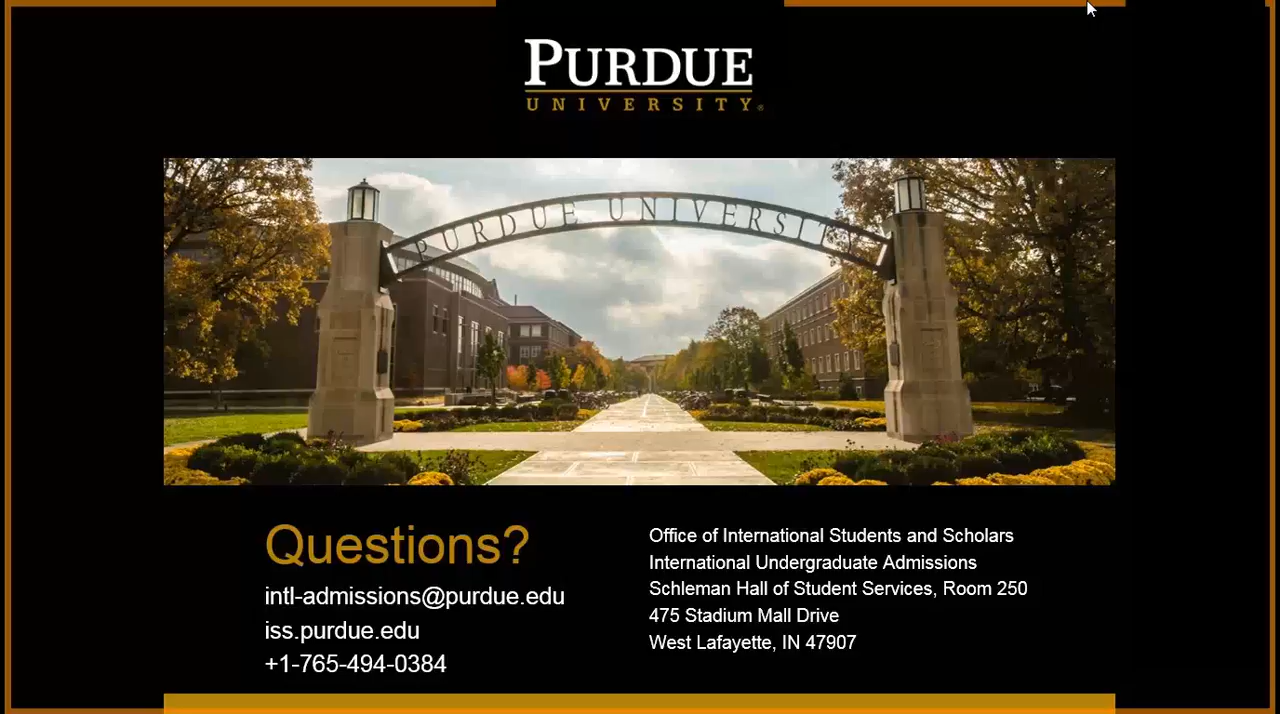 PURDUE
UNIVERSITY®
PURDUE UNIVERSITY
Questions?
intl-admissions@purdue.edu
iss.purdue.edu
+1-765-494-0384
Office of International Students and Scholars
International Undergraduate Admissions
Schleman Hall of Student Services, Room 250
475 Stadium Mall Drive
West Lafayette, IN 47907